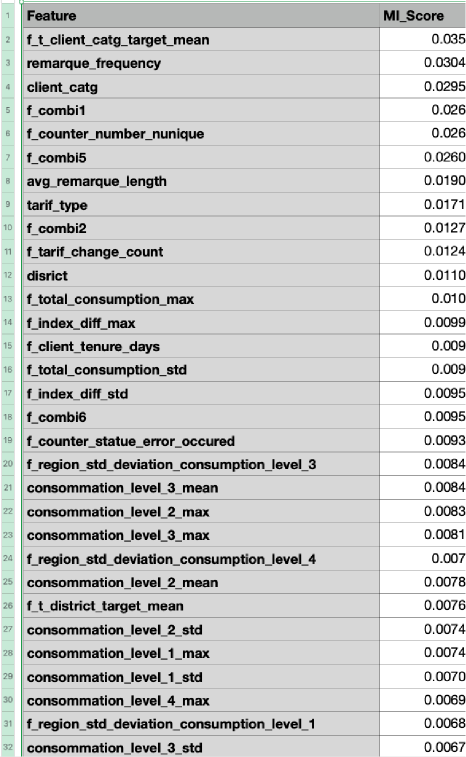 1 Feature MI_Score
2 f_t_client_catg_target_mean 0.035
3 remarque_frequency 0.0304
4 client_catg 0.0295
5 f_combi1 0.026
6 f_counter_number_nunique 0.026
7 f_combi5 0.0260
8 avg_remarque_length 0.0190
9 tarif_type 0.0171
10 f_combi2 0.0127
11 f_tarif_change_count 0.0124
12 disrict 0.0110
13 f_total_consumption_max 0.010
14 f_index_diff_max 0.0099
15 f_client_tenure_days 0.009
16 f_total_consumption_std 0.009
17 f_index_diff_std 0.0095
18 f_combi6 0.0095
19 f_counter_statue_error_occured 0.0093
20 f_region_std_deviation_consumption_level_3 0.0084
21 consommation_level_3_mean 0.0084
22 consommation_level_2_max 0.0083
23 consommation_level_3_max 0.0081
24 f_region_std_deviation_consumption_level_4 0.007
25 consommation_level_2_mean 0.0078
26 f_t_district_target_mean 0.0076
27 consommation_level_2_std 0.0074
28 consommation_level_1_max 0.0074
29 consommation_level_1_std 0.0070
30 consommation_level_4_max 0.0069
31 f_region_std_deviation_consumption_level_1 0.0068
32 consommation_level_3_std 0.0067